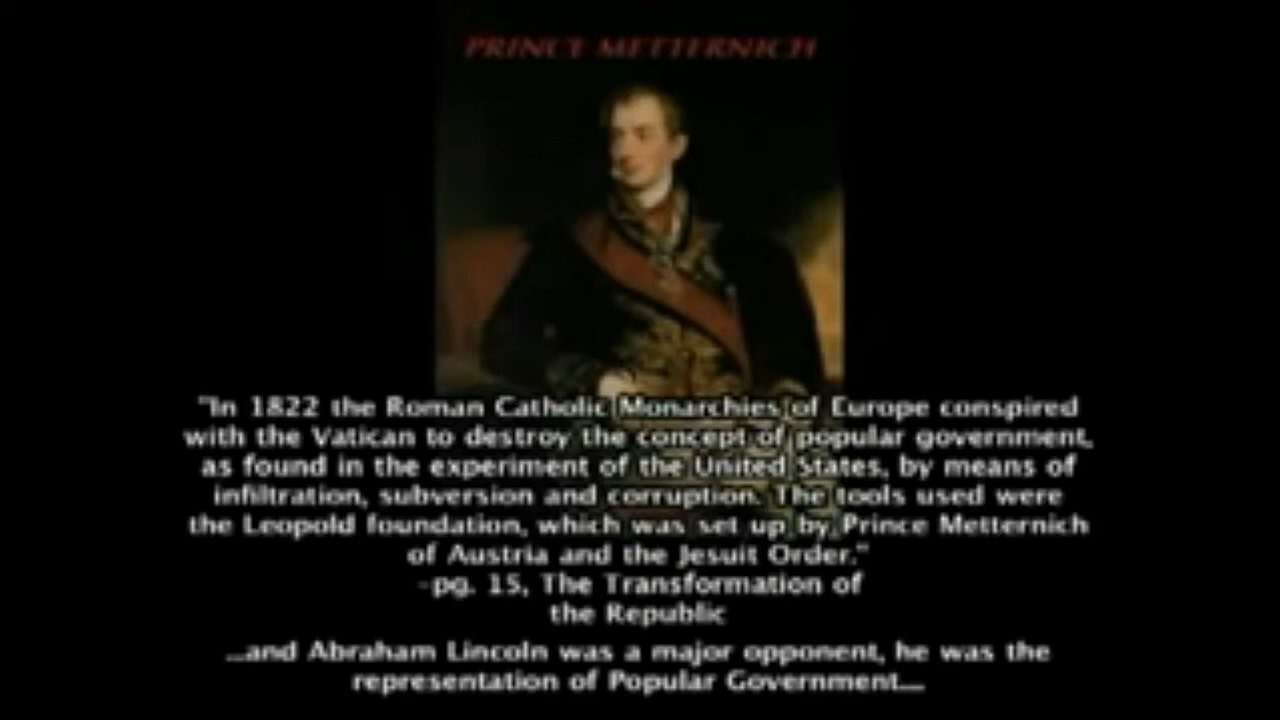 PRINCE METTERNICH
"In 1822 the Roman Catholic Monarchies of Europe conspired
with the Vatican to destroy the concept of popular government,
as found in the experiment of the United States, by means of
infiltration, subversion and corruption. The tools used were
the Leopold foundation, which was set up by Prince Metternich
of Austria and the Jesuit Order."
-pg. 15, The Transformation of
the Republic
...and Abraham Lincoln was a major opponent, he was the
representation of Popular Government....